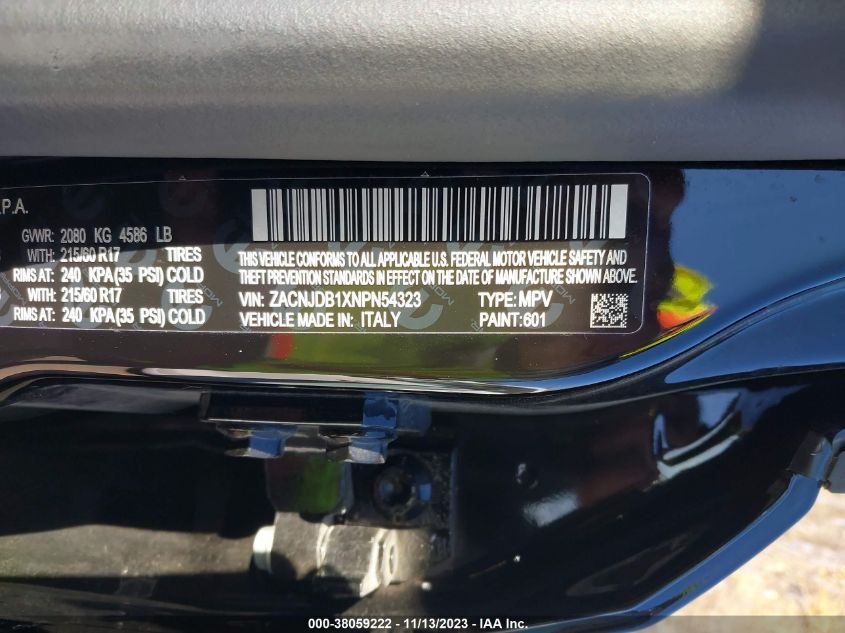 .P.A.
GVWR: 2080 KG 4586 LB
WITH: 215/60 R17 TIRES
RIMS AT: 240 KPA(35 PSI) COLD
WITH: 215/60 R17 TIRES
RIMS AT: 240 KPA(35 PSI) COLD
THIS VEHICLE CONFORMS TO ALL APPLICABLE U.S. FEDERAL MOTOR VEHICLE SAFETY AND
THEFT PREVENTION STANDARDS IN EFFECT ON THE DATE OF MANUFACTURE SHOWN ABOVE.
VIN: ZACNJDB1XNPN54323 TYPE: MPV
VEHICLE MADE IN: ITALY PAINT: 601
000-38059222 - 11/13/2023 - IAA Inc.